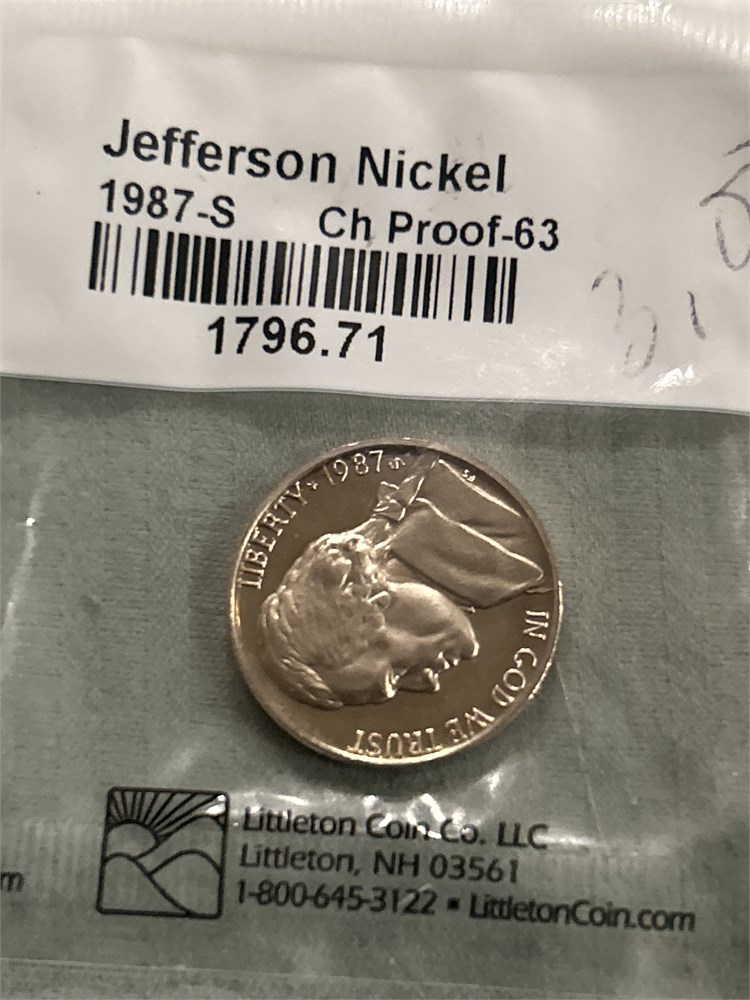 Jefferson Nickel
1987-S Ch Proof-63
1796.71
LIBERTY 1987 S
IN GOD WE TRUST
Littleton Coin Co. LLC
Littleton, NH 03561
1-800-645-3122 ▪ LittletonCoin.com
m